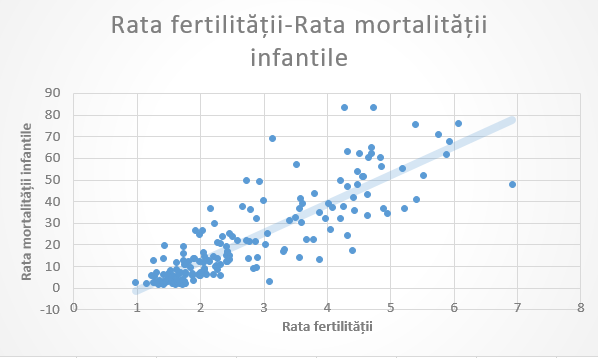 Rata fertilității-Rata mortalității
infantile
Rata mortalității infantile
90
80
70
60
50
40
30
20
10
0
-10
0 1 2 3 4 5 6 7 8
Rata fertilității